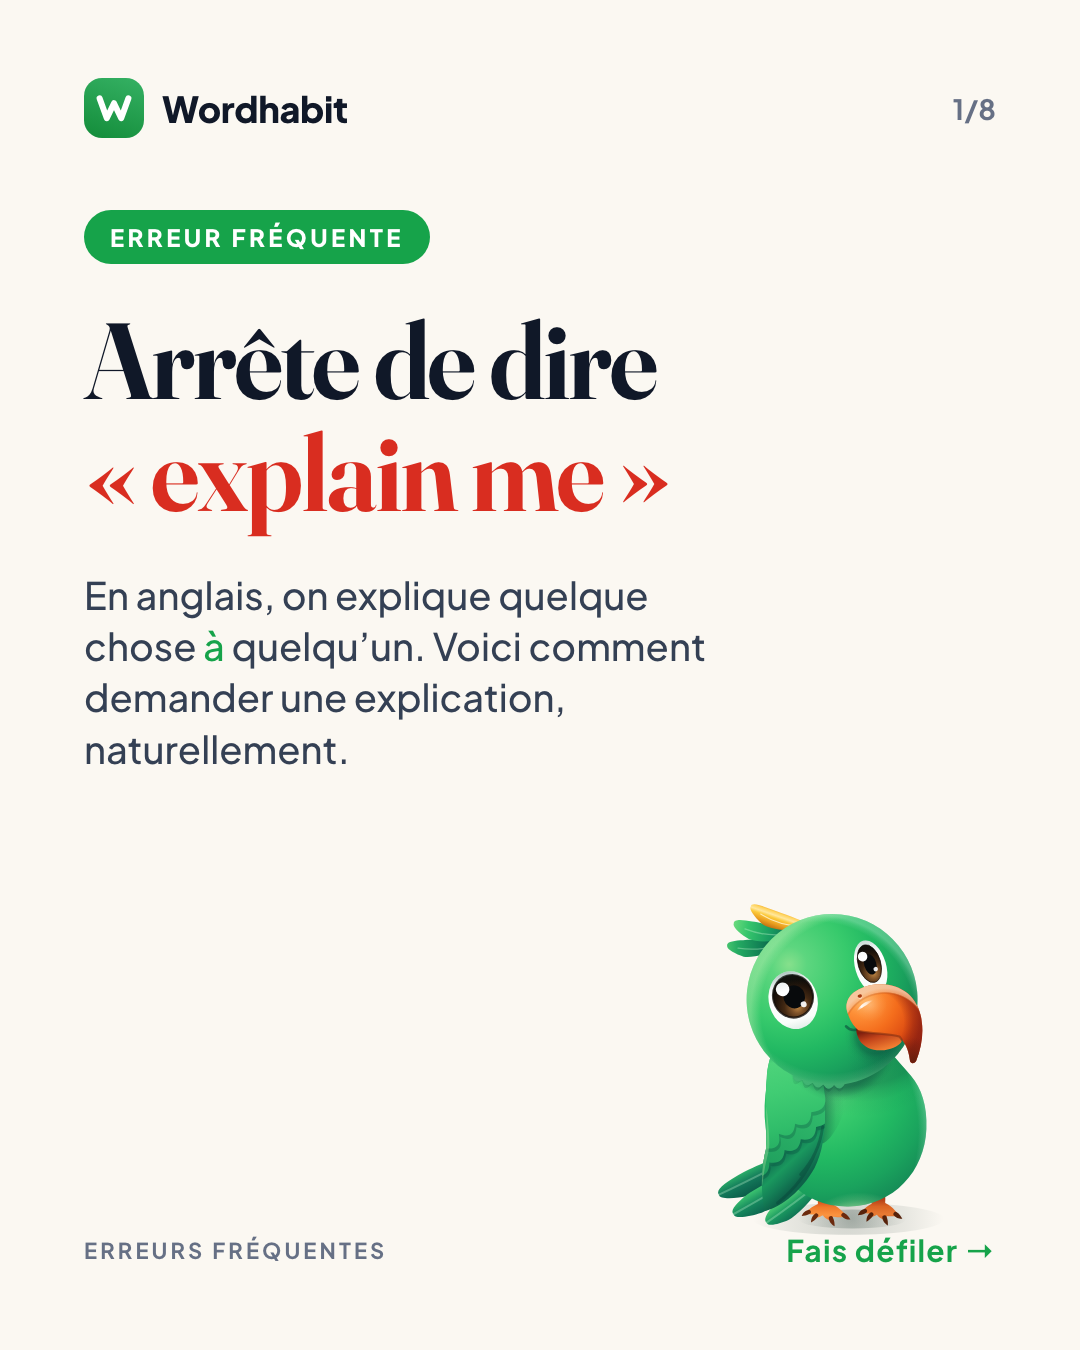 Wordhabit
1/8
ERREUR FRÉQUENTE
Arrête de dire
« explain me »
En anglais, on explique quelque
chose à quelqu’un. Voici comment
demander une explication,
naturellement.
ERREURS FRÉQUENTES
Fais défiler →